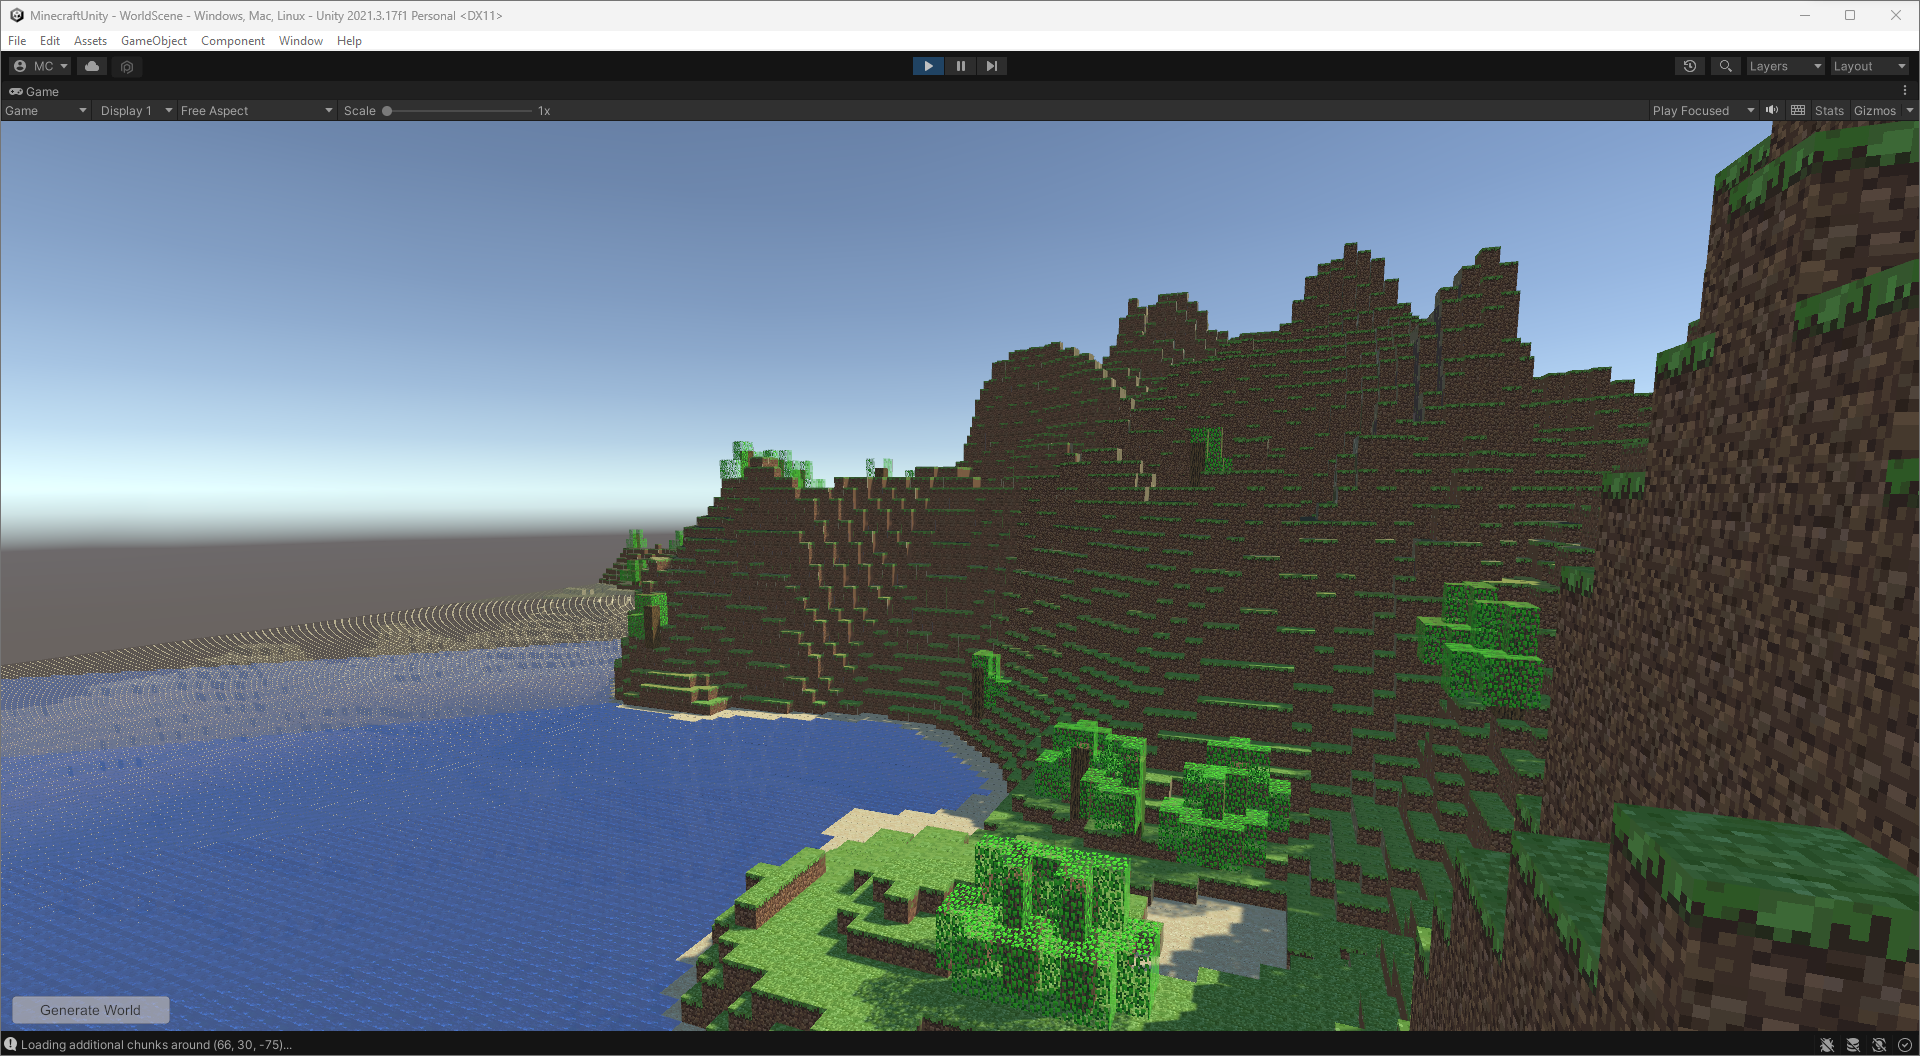 MinecraftUnity - WorldScene - Windows, Mac, Linux - Unity 2021.3.17f1 Personal <DX11>
File Edit Assets GameObject Component Window Help
MC Layers Layout
Game
Game Display 1 Free Aspect Scale 1x Play Focused Stats Gizmos
Generate World
Loading additional chunks around (66, 30, -75)...